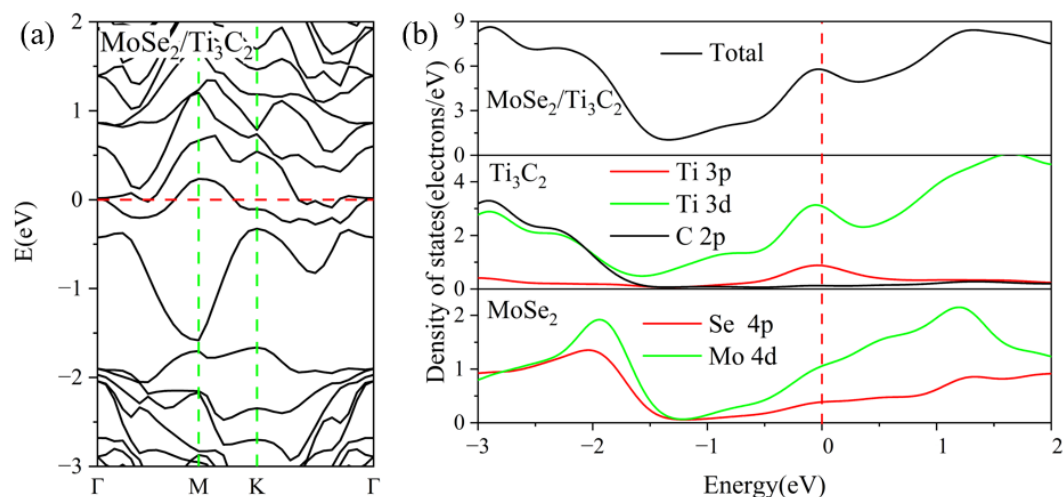 (a)
MoSe₂/Ti₃C₂
E(eV)
2
1
0
−1
−2
−3
Γ
M
K
Γ
(b)
Density of states(electrons/eV)
9
6
3
0
Total
MoSe₂/Ti₃C₂
4
2
0
Ti₃C₂
Ti 3p
Ti 3d
C 2p
2
1
0
MoSe₂
Se 4p
Mo 4d
−3
−2
−1
0
1
2
Energy(eV)